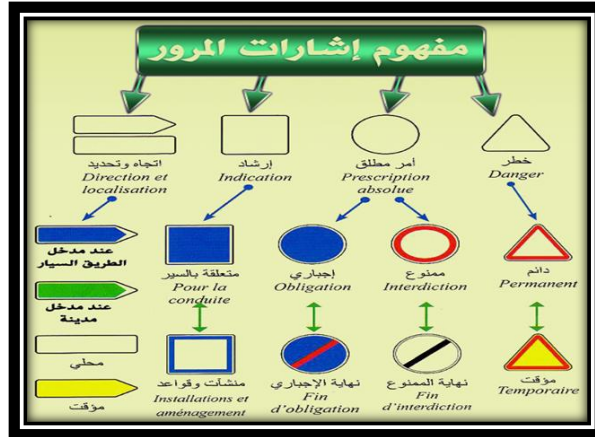 مفهوم إشارات المرور
خطر
Danger
أمر مطلق
Prescription
absolue
إرشاد
Indication
اتجاه وتحديد
Direction et
localisation
دائم
Permanent
ممنوع
Interdiction
إجباري
Obligation
متعلقة بالسير
Pour la
conduite
عند مدخل
الطريق السيار
عند مدخل
مدينة
مؤقت
Temporaire
نهاية الممنوع
Fin
d'interdiction
نهاية الإجباري
Fin
d'obligation
منشآت وقواعد
Installations et
aménagement
محلي
مؤقت